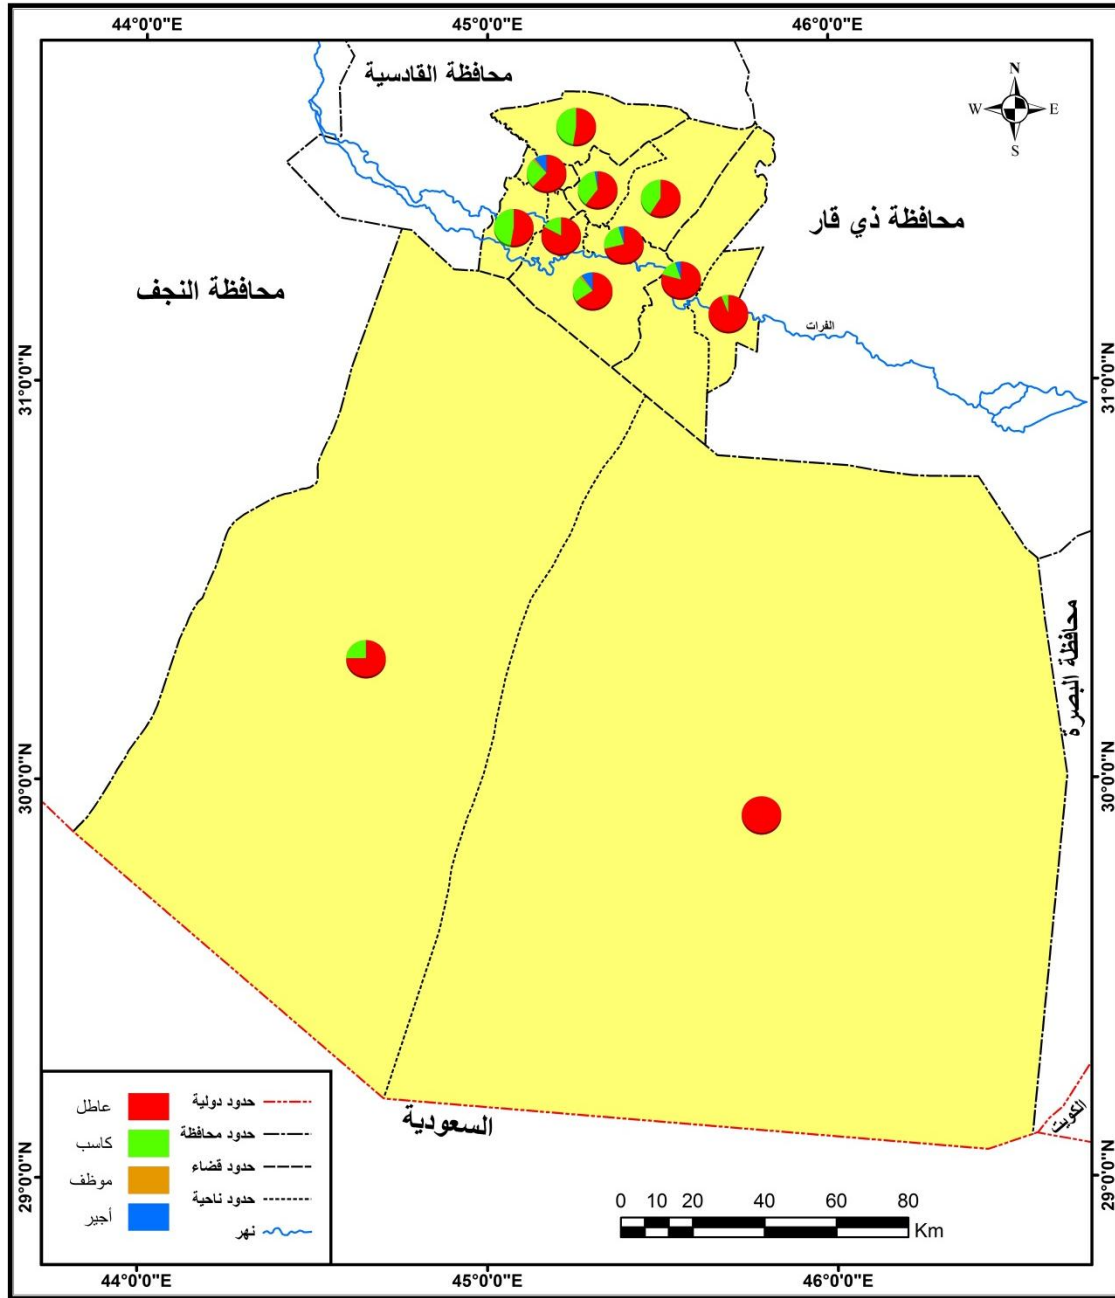 44°0'0"E
45°0'0"E
46°0'0"E
محافظة القادسية
N
W
E
S
محافظة ذي قار
محافظة النجف
الفرات
31°0'0"N
31°0'0"N
محافظة البصرة
30°0'0"N
30°0'0"N
السعودية
الكويت
29°0'0"N
29°0'0"N
حدود دولية
عاطل
حدود محافظة
كاسب
حدود قضاء
موظف
حدود ناحية
أجير
نهر
0 10 20 40 60 80
Km
44°0'0"E
45°0'0"E
46°0'0"E